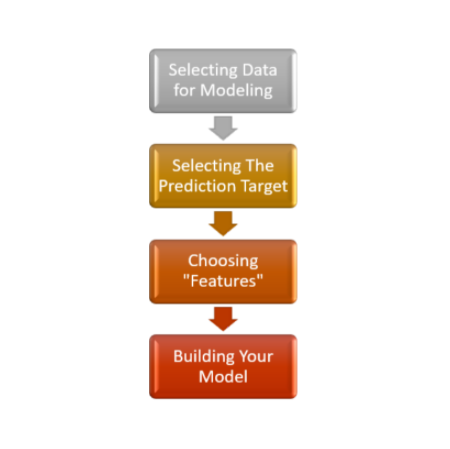 Selecting Data
for Modeling
Selecting The
Prediction Target
Choosing
"Features"
Building Your
Model